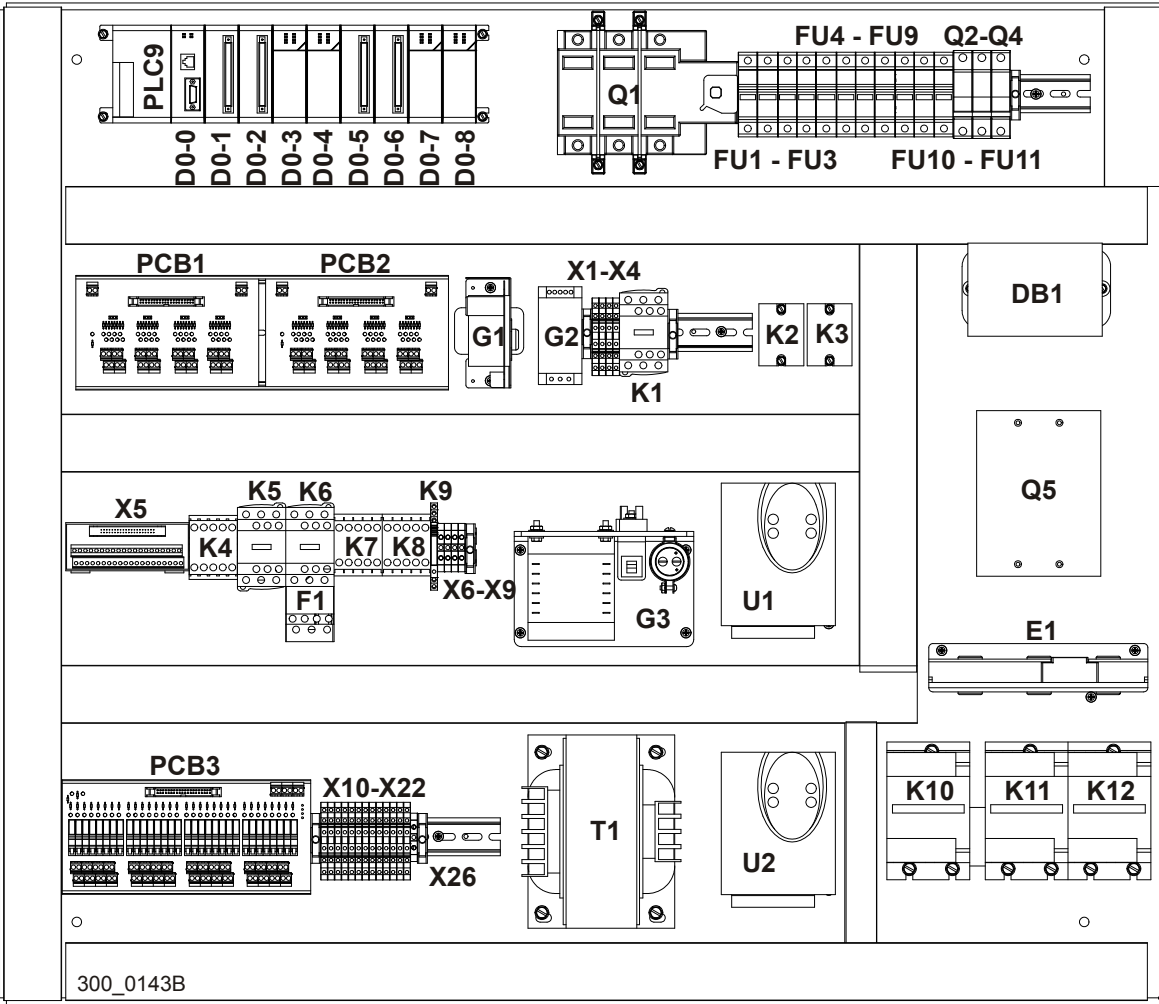 FU4 - FU9
Q2-Q4
PLC9
Q1
D0-0
D0-1
D0-2
D0-3
D0-4
D0-5
D0-6
D0-7
D0-8
FU1 - FU3
FU10 - FU11
PCB1
PCB2
X1-X4
DB1
G1
G2
K2
K3
K1
K5
K6
K9
Q5
X5
K4
K7
K8
X6-X9
F1
U1
G3
E1
PCB3
X10-X22
K10
K11
K12
T1
U2
X26
300_0143B